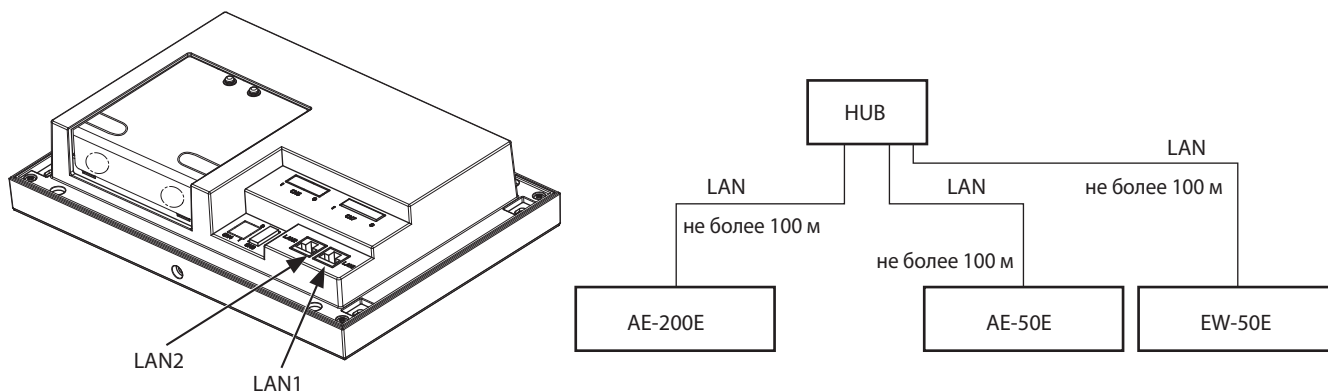 LAN2
LAN1
HUB
LAN
не более 100 м
LAN
не более 100 м
LAN
не более 100 м
AE-200E
AE-50E
EW-50E